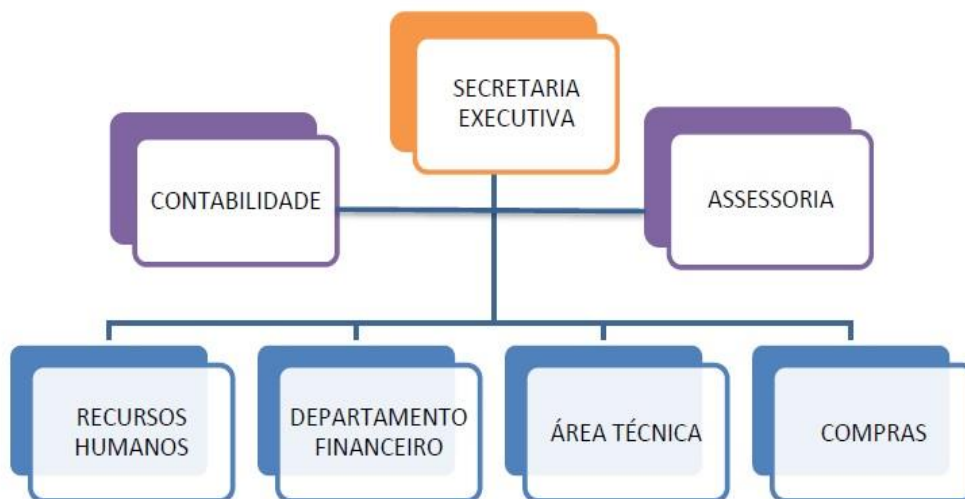 SECRETARIA
EXECUTIVA
CONTABILIDADE
ASSESSORIA
RECURSOS
HUMANOS
DEPARTAMENTO
FINANCEIRO
ÁREA TÉCNICA
COMPRAS